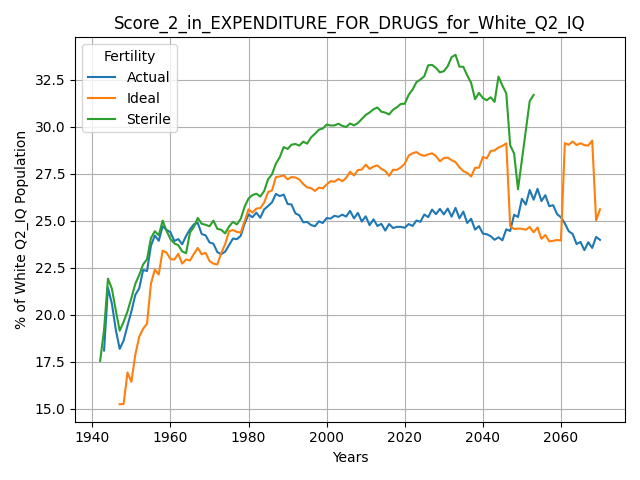 Score_2_in_EXPENDITURE_FOR_DRUGS_for_White_Q2_IQ
Fertility
Actual
Ideal
Sterile
% of White Q2_IQ Population
32.5
30.0
27.5
25.0
22.5
20.0
17.5
15.0
1940 1960 1980 2000 2020 2040 2060
Years